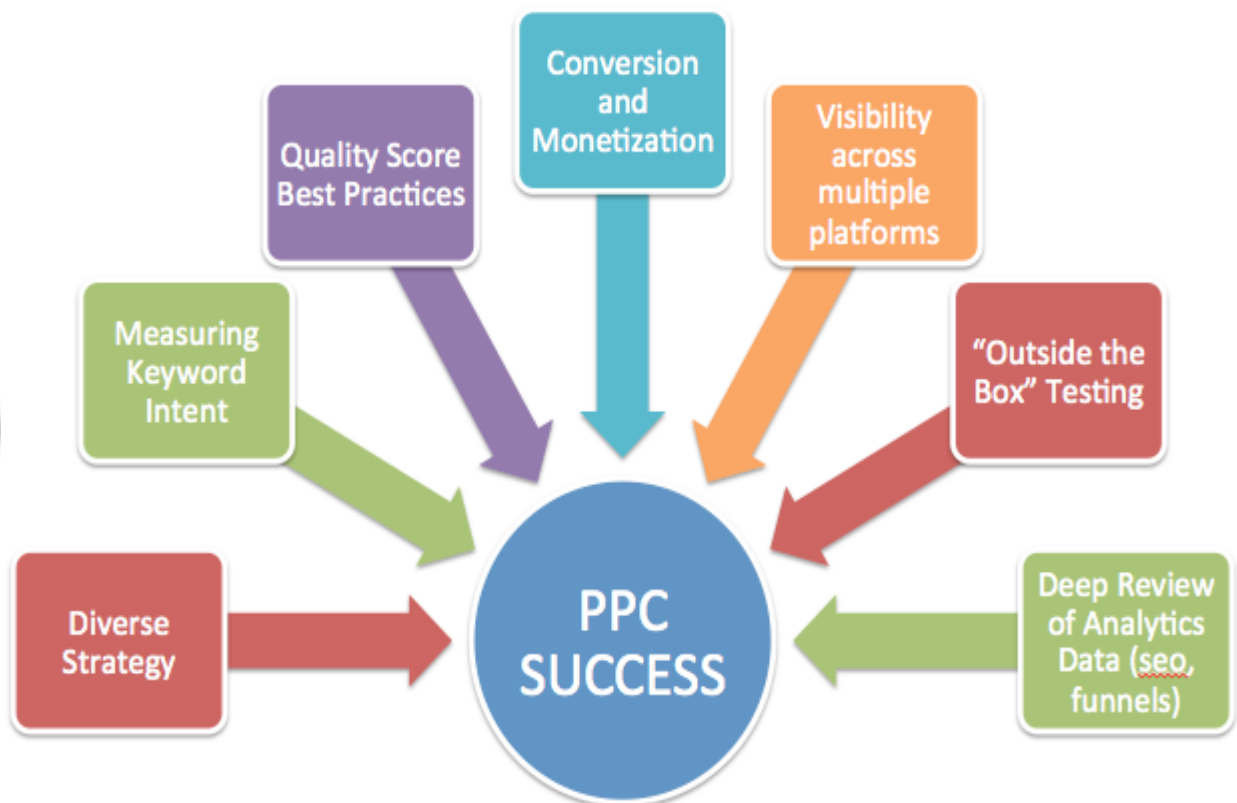 Conversion
and
Monetization
Visibility
across
multiple
platforms
Quality Score
Best Practices
Measuring
Keyword
Intent
“Outside the
Box” Testing
Diverse
Strategy
PPC
SUCCESS
Deep Review
of Analytics
Data (seo,
funnels)